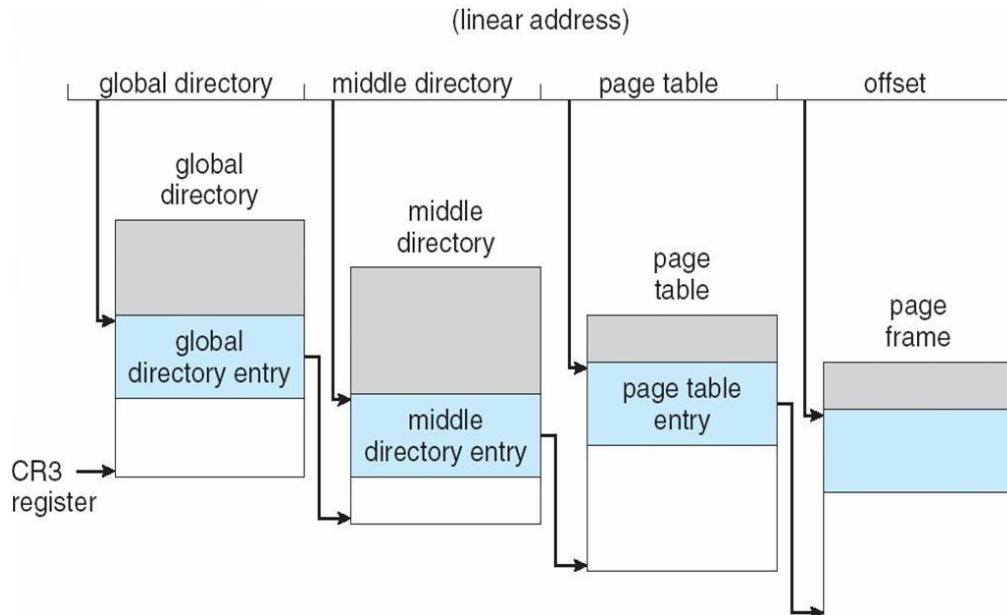 (linear address)
global directory
middle directory
page table
offset
global
directory
middle
directory
page
table
page
frame
global
directory entry
middle
directory entry
page table
entry
CR3
register